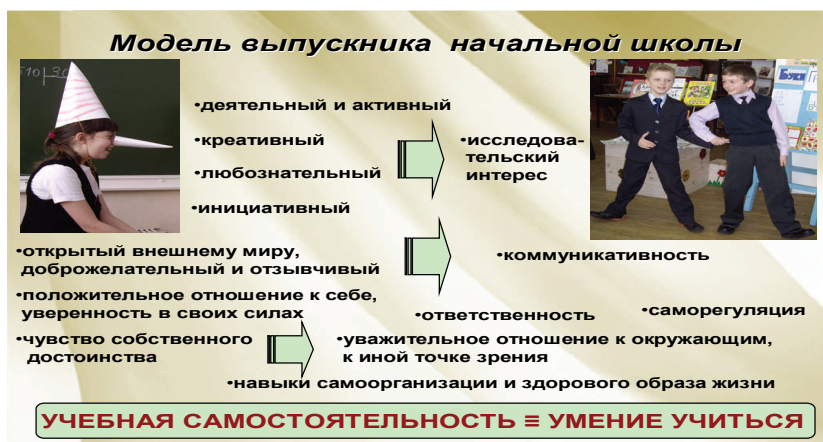 Модель выпускника начальной школы
•деятельный и активный
•креативный
•любознательный
•инициативный
•исследова-
тельский
интерес
•открытый внешнему миру,
доброжелательный и отзывчивый
•коммуникативность
•положительное отношение к себе,
уверенность в своих силах
•ответственность
•саморегуляция
•чувство собственного
достоинства
•уважительное отношение к окружающим,
к иной точке зрения
•навыки самоорганизации и здорового образа жизни
УЧЕБНАЯ САМОСТОЯТЕЛЬНОСТЬ ≡ УМЕНИЕ УЧИТЬСЯ